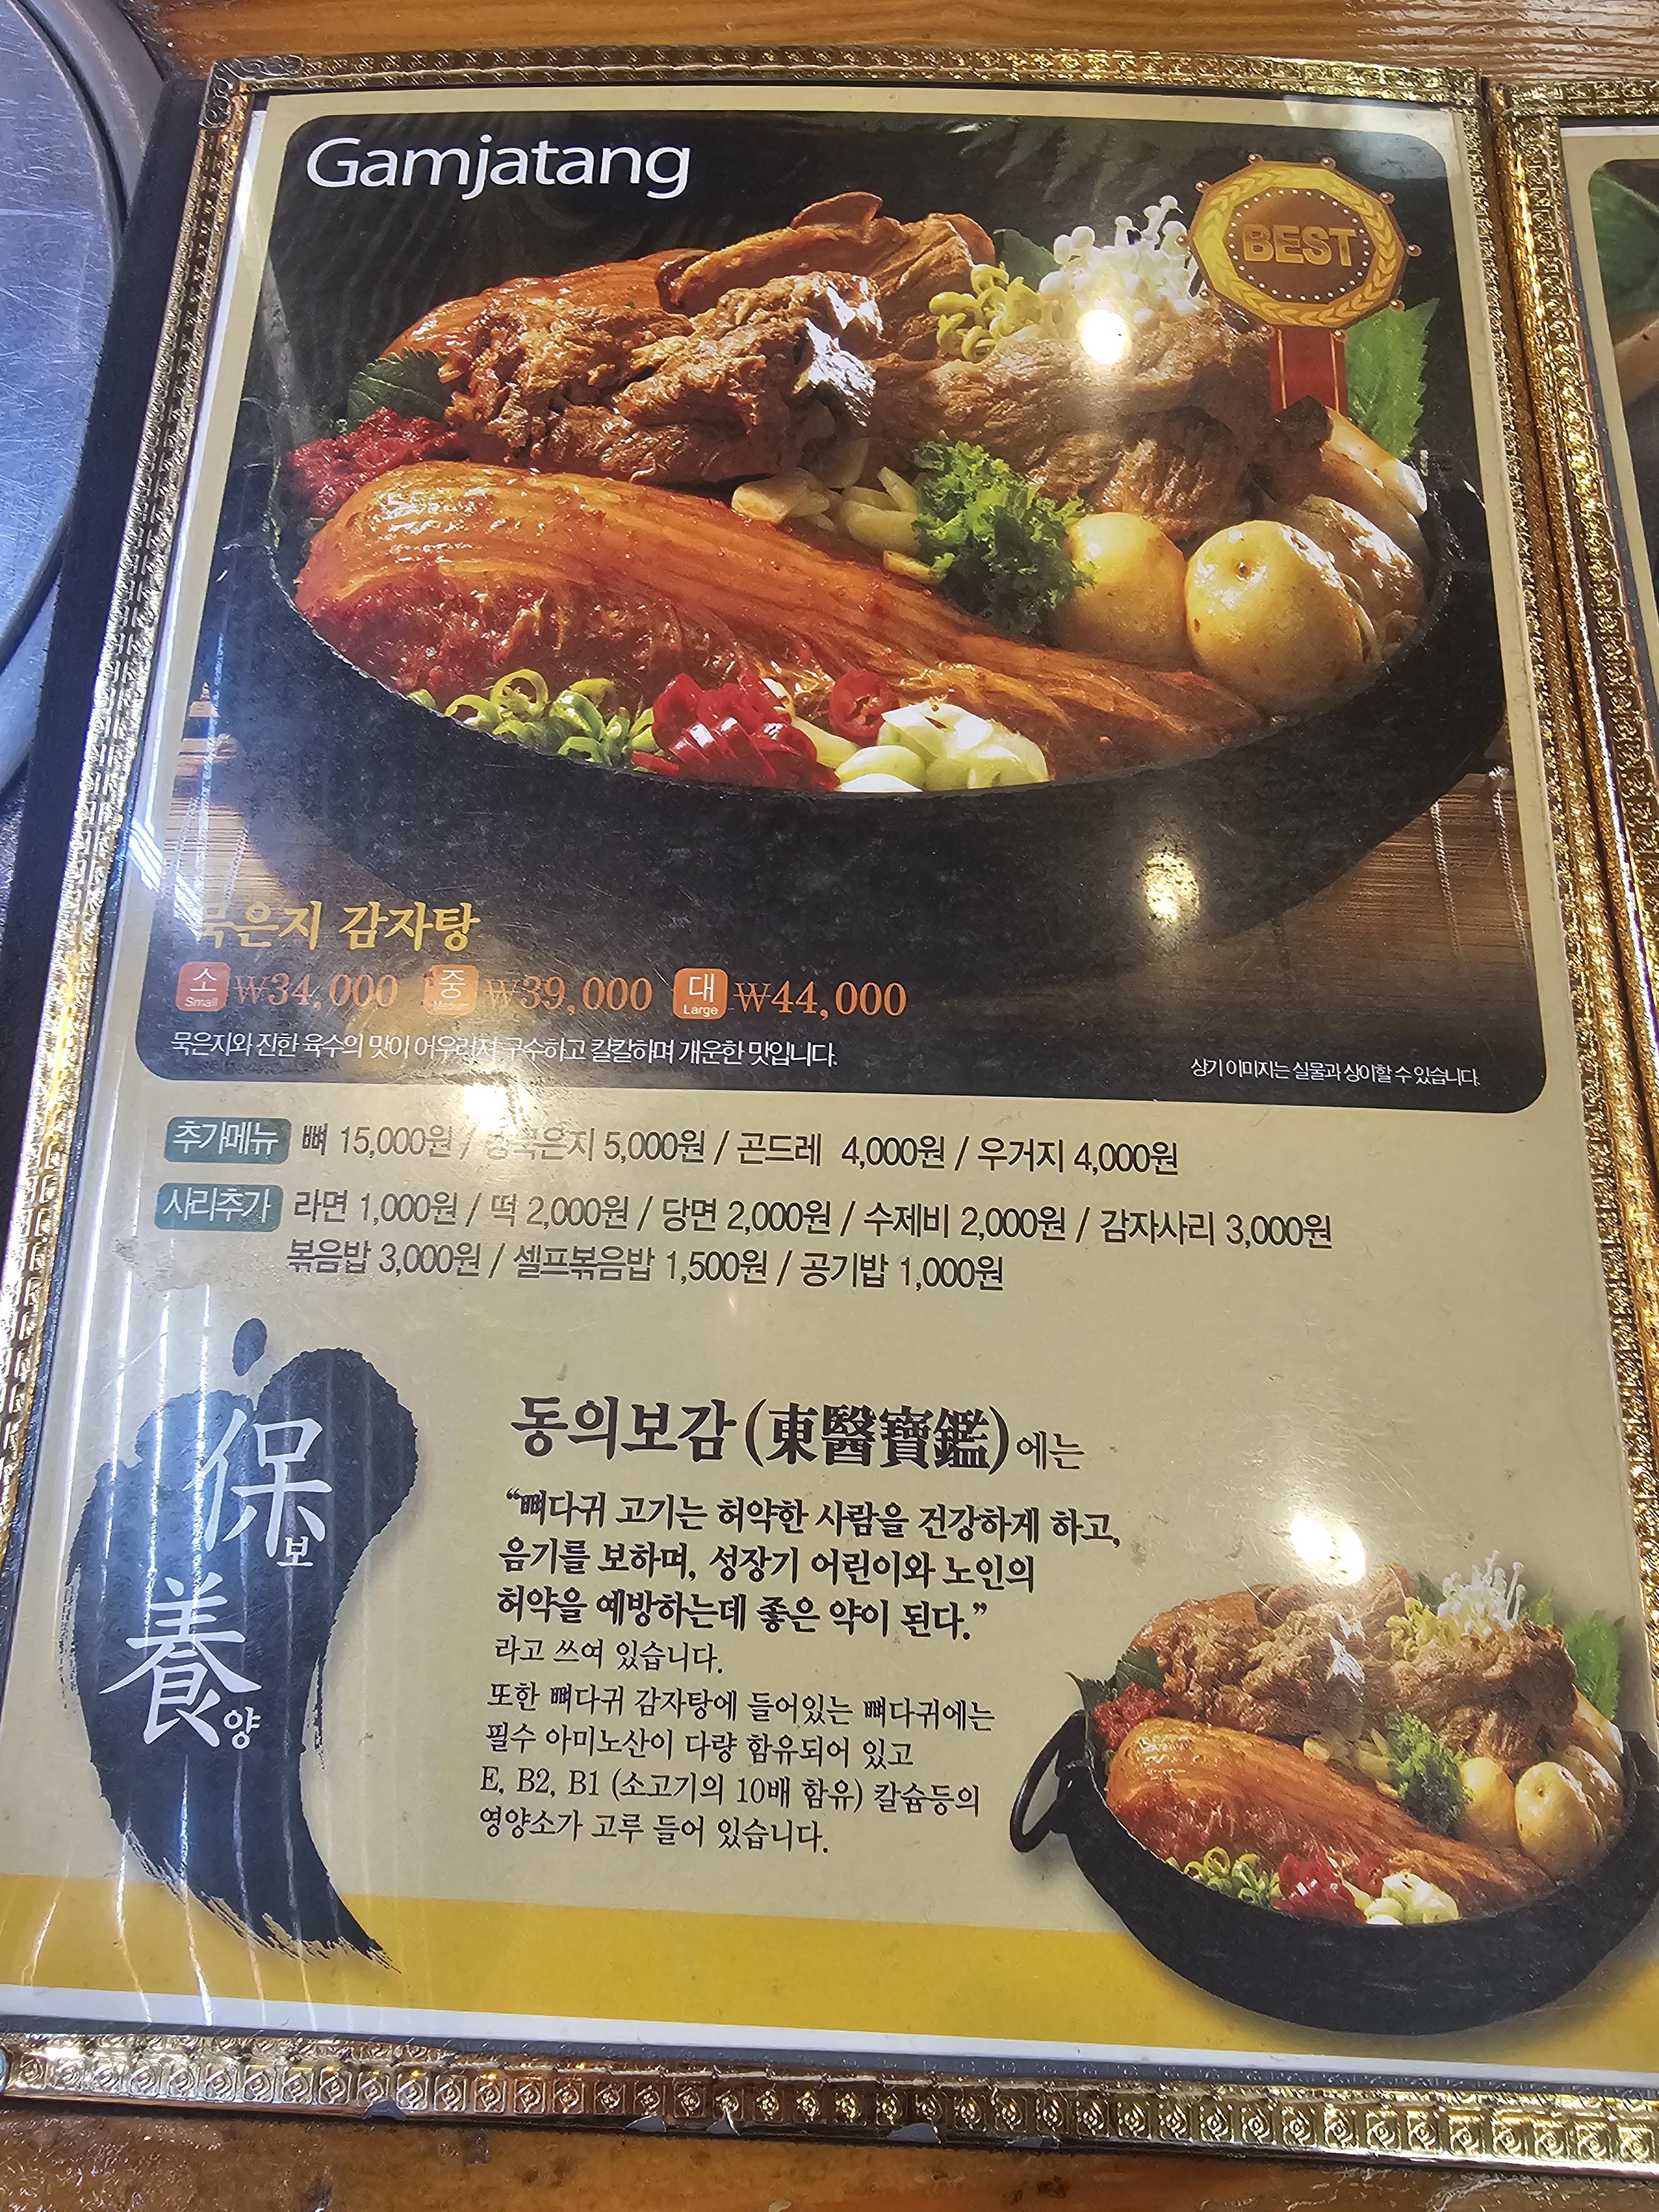 Gamjatang
BEST
묵은지 감자탕
소 Small ₩34,000 중 Medium ₩39,000 대 Large ₩44,000
묵은지와 진한 육수의 맛이 어우러져 구수하고 칼칼하며 개운한 맛입니다.
상기 이미지는 실물과 상이할 수 있습니다.
추가메뉴 뼈 15,000원 / 5,000원 / 곤드레 4,000원 / 우거지 4,000원
사리추가 라면 1,000원 / 떡 2,000원 / 당면 2,000원 / 수제비 2,000원 / 감자사리 3,000원
볶음밥 3,000원 / 셀프볶음밥 1,500원 / 공기밥 1,000원
保보
養양
동의보감(東醫寶鑑)에는
“뼈다귀 고기는 허약한 사람을 건강하게 하고,
음기를 보하며, 성장기 어린이와 노인의
허약을 예방하는데 좋은 약이 된다.”
라고 쓰여 있습니다.
또한 뼈다귀 감자탕에 들어있는 뼈다귀에는
필수 아미노산이 다량 함유되어 있고
E, B2, B1 (소고기의 10배 함유) 칼슘등의
영양소가 고루 들어 있습니다.